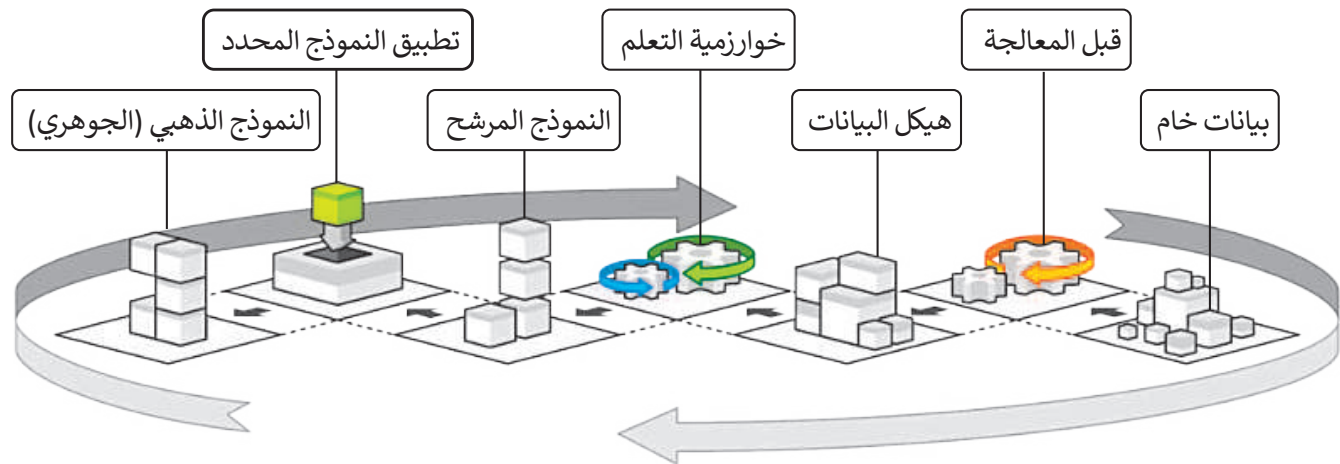 قبل المعالجة
خوارزمية التعلم
تطبيق النموذج المحدد
بيانات خام
هيكل البيانات
النموذج المرشح
النموذج الذهبي (الجوهري)